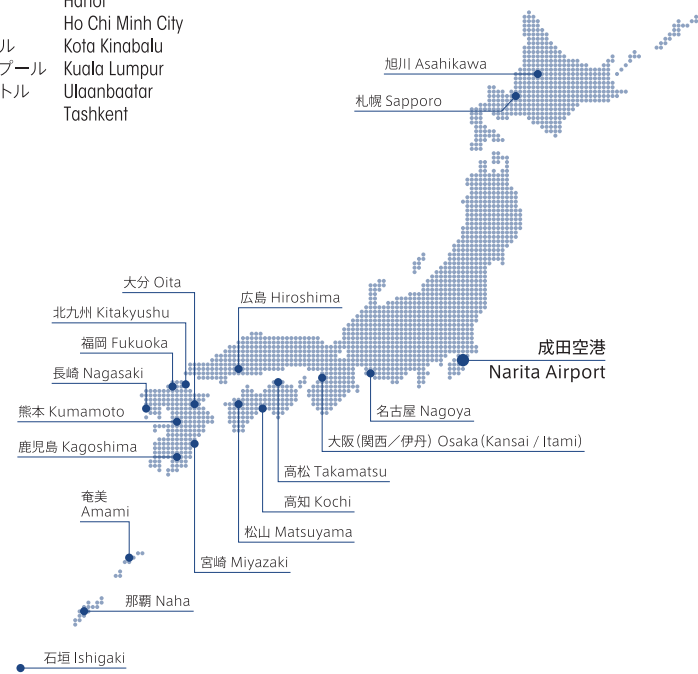 Hanoi
Ho Chi Minh City
ル Kota Kinabalu
プール Kuala Lumpur
トル Ulaanbaatar
Tashkent
旭川 Asahikawa
札幌 Sapporo
大分 Oita
広島 Hiroshima
北九州 Kitakyushu
福岡 Fukuoka
成田空港
Narita Airport
長崎 Nagasaki
熊本 Kumamoto
名古屋 Nagoya
鹿児島 Kagoshima
大阪(関西／伊丹) Osaka(Kansai / Itami)
高松 Takamatsu
奄美
Amami
高知 Kochi
松山 Matsuyama
宮崎 Miyazaki
那覇 Naha
石垣 Ishigaki